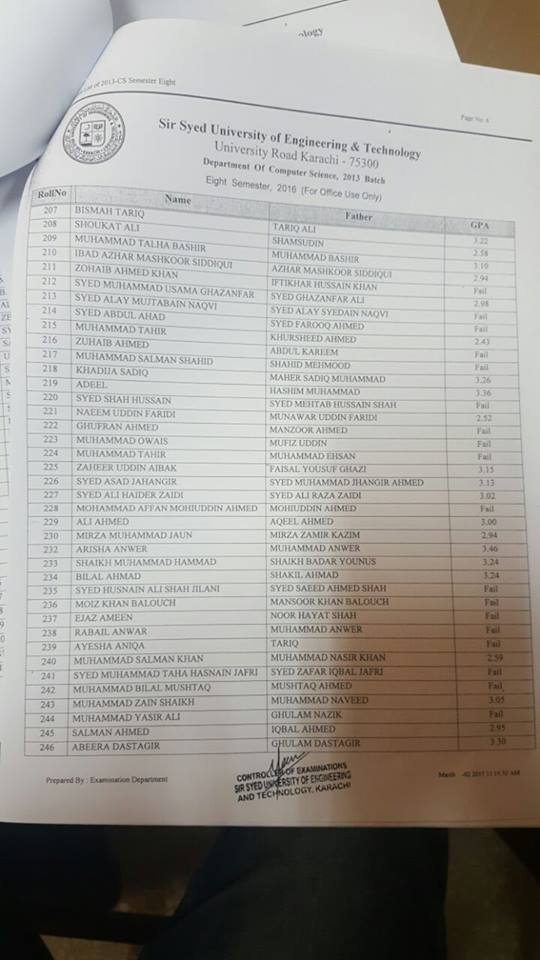 List of 2013-CS Semester Eight
Page No. 6
Sir Syed University of Engineering & Technology
University Road Karachi - 75300
Department Of Computer Science, 2013 Batch
Eight Semester, 2016 (For Office Use Only)
RollNo Name Father GPA
207 BISMAH TARIQ TARIQ ALI 3.22
208 SHOUKAT ALI SHAMSUDIN 2.58
209 MUHAMMAD TALHA BASHIR MUHAMMAD BASHIR 3.10
210 IBAD AZHAR MASHKOOR SIDDIQUI AZHAR MASHKOOR SIDDIQUI 2.94
211 ZOHAIB AHMED KHAN IFTIKHAR HUSSAIN KHAN Fail
212 SYED MUHAMMAD USAMA GHAZANFAR SYED GHAZANFAR ALI 2.98
213 SYED ALAY MUJTABAIN NAQVI SYED ALAY SYEDAIN NAQVI Fail
214 SYED ABDUL AHAD SYED FAROOQ AHMED Fail
215 MUHAMMAD TAHIR KHURSHEED AHMED 2.43
216 ZUHAIB AHMED ABDUL KAREEM Fail
217 MUHAMMAD SALMAN SHAHID SHAHID MEHMOOD Fail
218 KHADIJA SADIQ MAHER SADIQ MUHAMMAD 3.26
219 ADEEL HASHIM MUHAMMAD 3.36
220 SYED SHAH HUSSAIN SYED MEHTAB HUSSAIN SHAH Fail
221 NAEEM UDDIN FARIDI MUNAWAR UDDIN FARIDI 2.52
222 GHUFRAN AHMED MANZOOR AHMED Fail
223 MUHAMMAD OWAIS MUFIZ UDDIN Fail
224 MUHAMMAD TAHIR MUHAMMAD EHSAN Fail
225 ZAHEER UDDIN AIBAK FAISAL YOUSUF GHAZI 3.15
226 SYED ASAD JAHANGIR SYED MUHAMMAD JHANGIR AHMED 3.13
227 SYED ALI HAIDER ZAIDI SYED ALI RAZA ZAIDI 3.02
228 MOHAMMAD AFFAN MOHIUDDIN AHMED MOHIUDDIN AHMED Fail
229 ALI AHMED AQEEL AHMED 3.00
230 MIRZA MUHAMMED JAUN MIRZA ZAMIR KAZIM 2.94
232 ARISHA ANWER MUHAMMAD ANWER 3.46
233 SHAIKH MUHAMMAD HAMMAD SHAIKH BADAR YOUNUS 3.24
234 BILAL AHMAD SHAKIL AHMAD 3.24
235 SYED HUSNAIN ALI SHAH JILANI SYED SAEED AHMED SHAH Fail
236 MOIZ KHAN BALOUCH MANSOOR KHAN BALOUCH Fail
237 EJAZ AMEEN NOOR HAYAT SHAH Fail
238 RABAIL ANWAR MUHAMMAD ANWER Fail
239 AYESHA ANIQA TARIQ Fail
240 MUHAMMAD SALMAN KHAN MUHAMMAD NASIR KHAN 2.59
241 SYED MUHAMMAD TAHA HASNAIN JAFRI SYED ZAFAR IQBAL JAFRI Fail
242 MUHAMMAD BILAL MUSHTAQ MUSHTAQ AHMED Fail
243 MUHAMMAD ZAIN SHAIKH MUHAMMAD NAVEED 3.05
244 MUHAMMAD YASIR ALI GHULAM NAZIK Fail
245 SALMAN AHMED IQBAL AHMED 2.95
246 ABEERA DASTAGIR GHULAM DASTAGIR 3.30
Prepared By : Examination Department
CONTROLLER OF EXAMINATIONS
SIR SYED UNIVERSITY OF ENGINEERING
AND TECHNOLOGY, KARACHI
March 2017